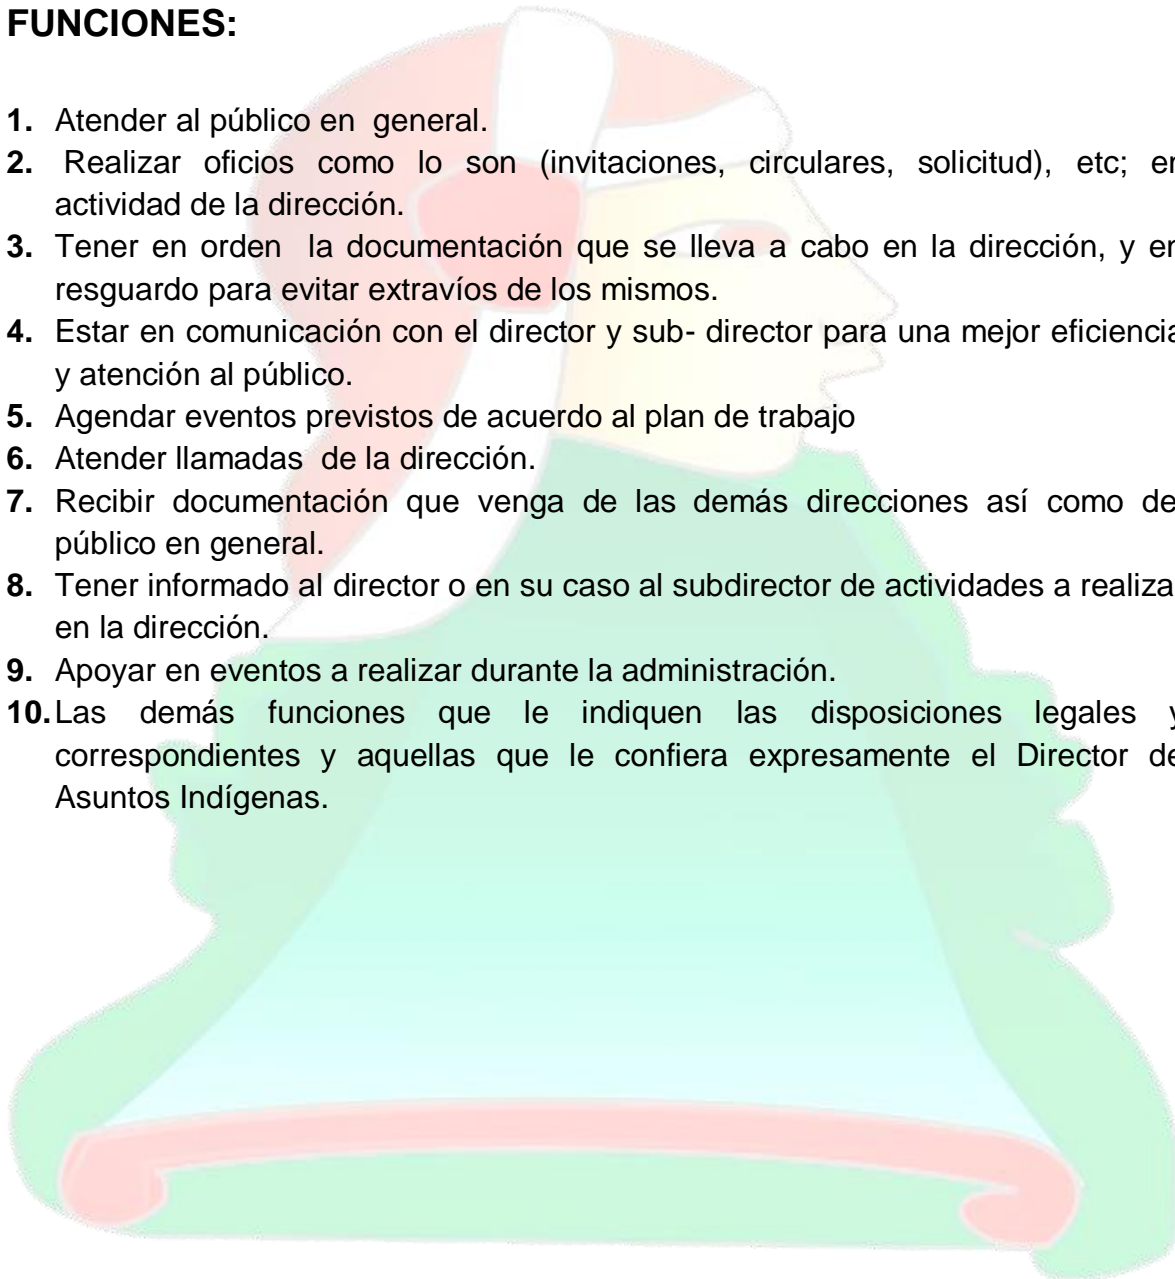 FUNCIONES:
1. Atender al público en general.
2. Realizar oficios como lo son (invitaciones, circulares, solicitud), etc;
actividad de la dirección.
3. Tener en orden la documentación que se lleva a cabo en la dirección, y
resguardo para evitar extravíos de los mismos.
4. Estar en comunicación con el director y sub- director para una mejor eficiencia
y atención al público.
5. Agendar eventos previstos de acuerdo al plan de trabajo
6. Atender llamadas de la dirección.
7. Recibir documentación que venga de las demás direcciones así como
público en general.
8. Tener informado al director o en su caso al subdirector de actividades a
en la dirección.
9. Apoyar en eventos a realizar durante la administración.
10. Las demás funciones que le indiquen las disposiciones legales y
correspondientes y aquellas que le confiera expresamente el Director de
Asuntos Indígenas.